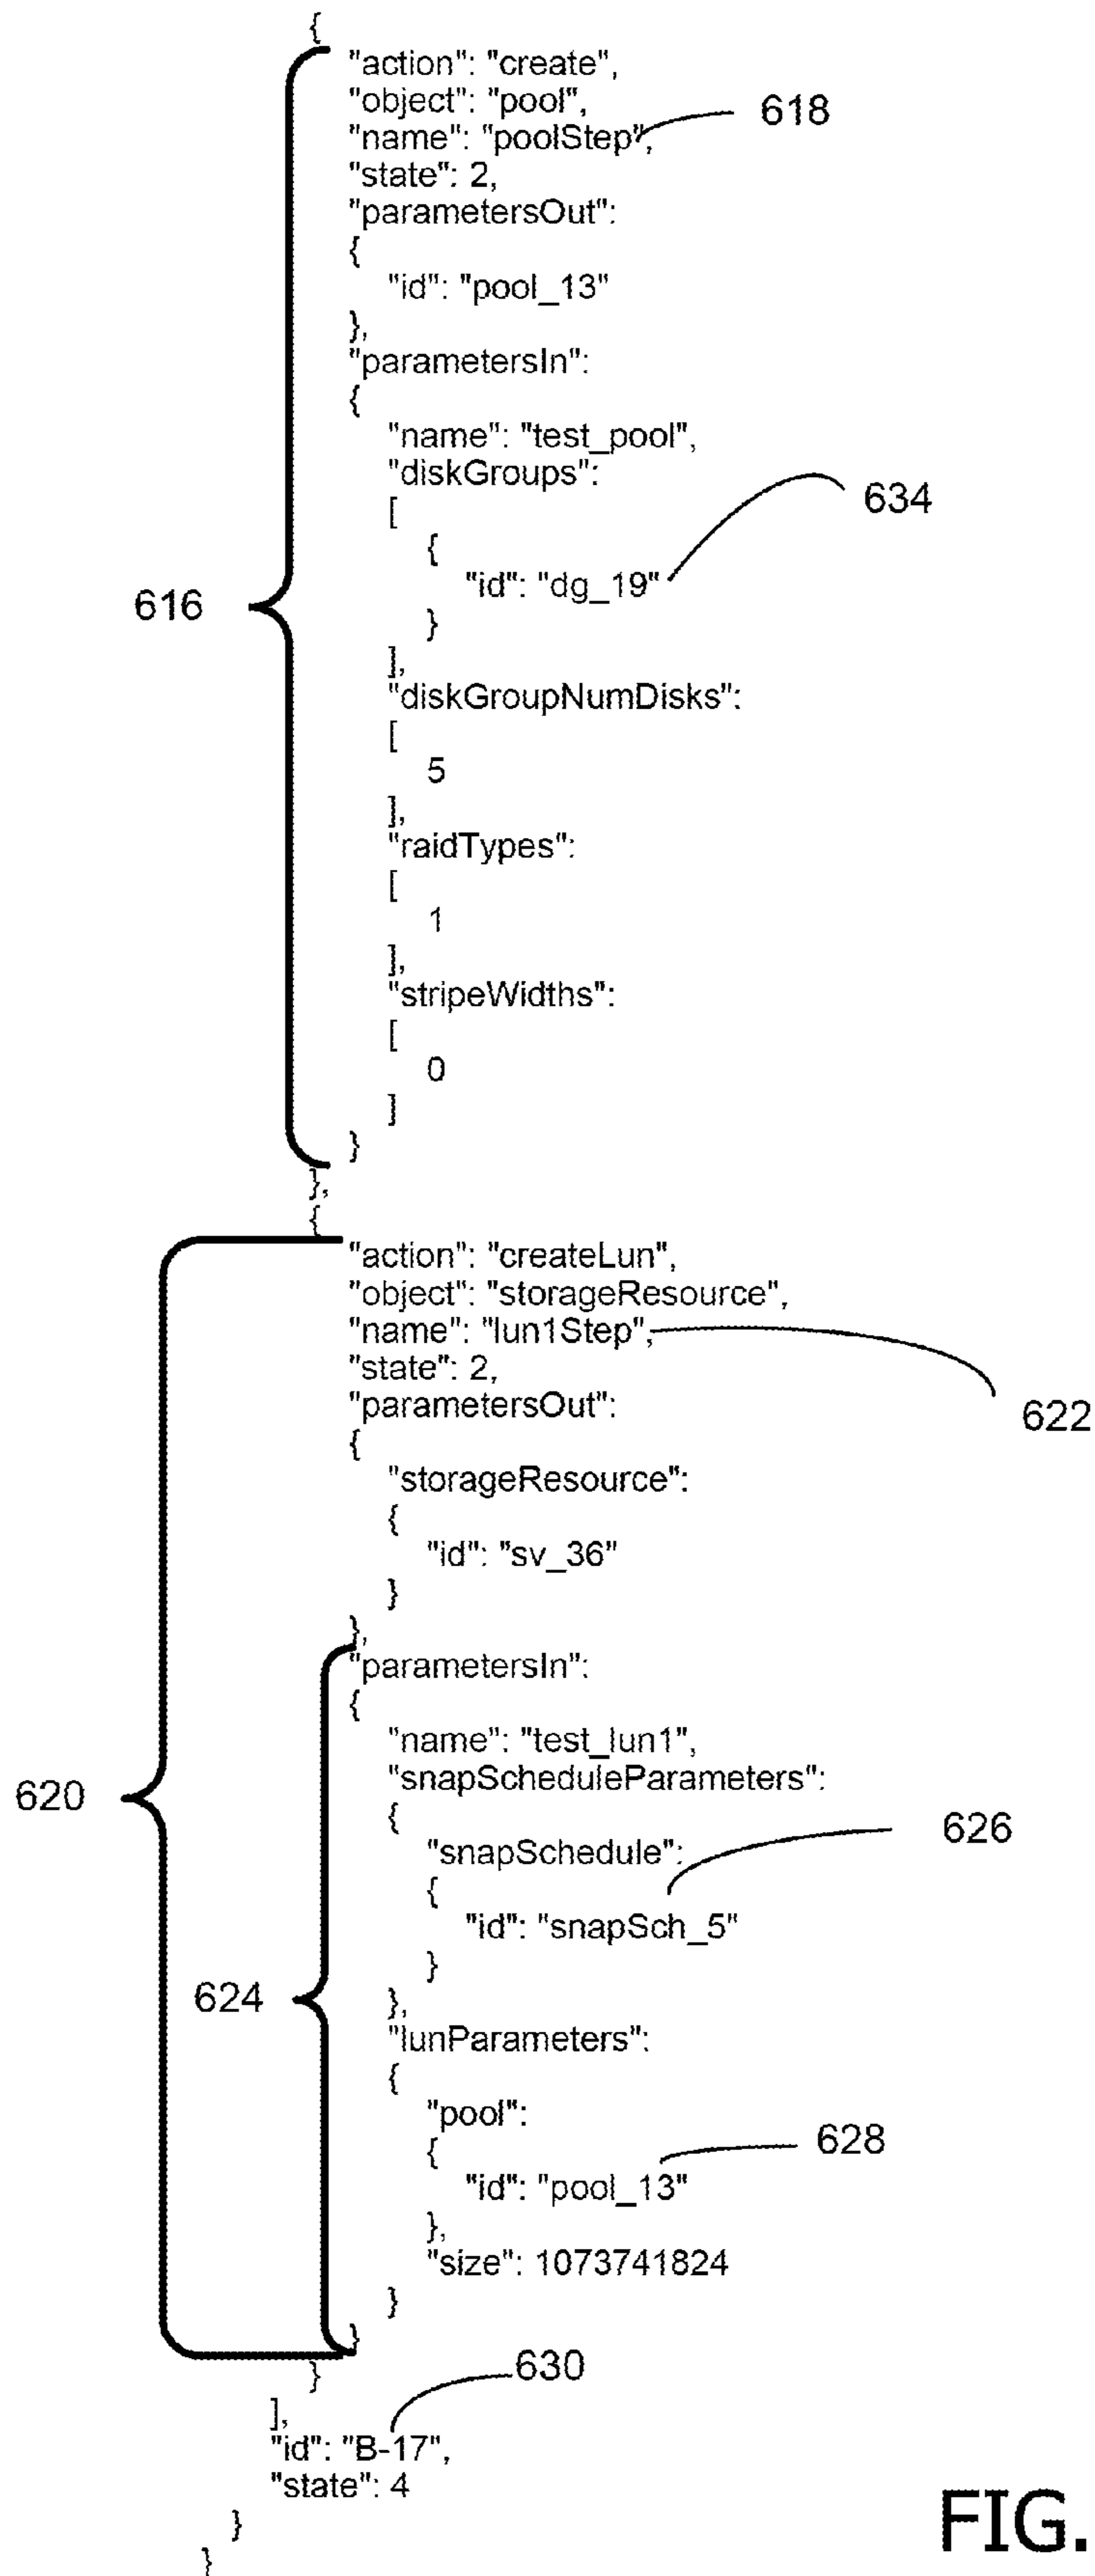 {
"action": "create",
"object": "pool",
618
"name": "poolStep",
"state": 2,
"parametersOut":
{
"id": "pool_13"
},
"parametersIn":
{
"name": "test_pool",
"diskGroups":
634
[
{
"id": "dg_19"
616
}
],
"diskGroupNumDisks":
[
5
],
"raidTypes":
[
1
],
"stripeWidths":
[
0
]
}
},
{
"action": "createLun",
"object": "storageResource",
"name": "lun1Step",
"state": 2,
622
"parametersOut":
{
"storageResource":
{
"id": "sv_36"
}
},
"parametersIn":
{
"name": "test_lun1",
"snapScheduleParameters":
620
{
626
"snapSchedule":
{
"id": "snapSch_5"
}
624
},
"lunParameters":
{
"pool":
628
{
"id": "pool_13"
},
"size": 1073741824
}
}
630
}
],
"id": "B-17",
"state": 4
}
FIG.
}